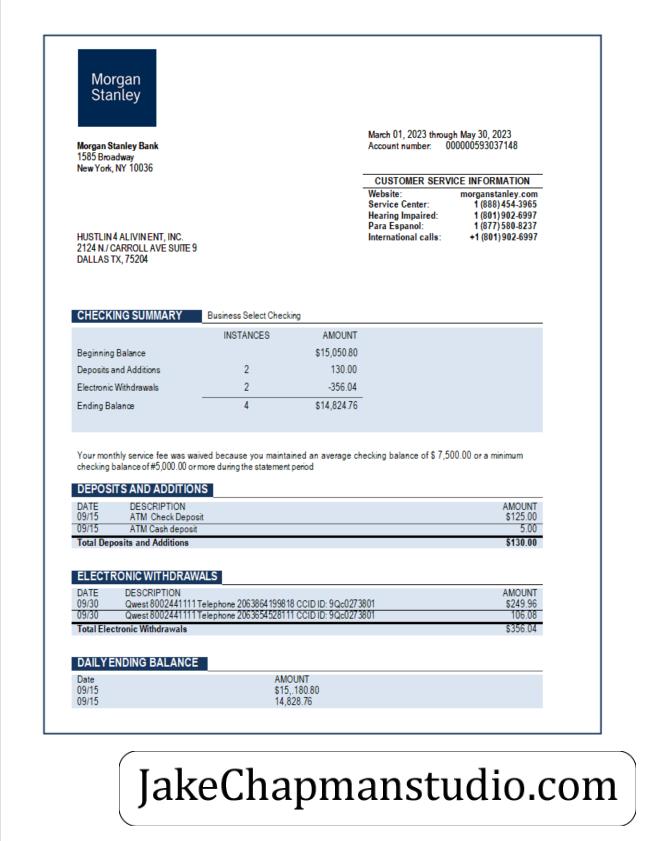 Morgan
Stanley
Morgan Stanley Bank
1585 Broadway
New York, NY 10036
March 01, 2023 through May 30, 2023
Account number: 000000593037148
CUSTOMER SERVICE INFORMATION
Website: morganstanley.com
Service Center: 1 (888) 454-3965
Hearing Impaired: 1 (801) 902-6997
Para Espanol: 1 (877) 580-8237
International calls: +1 (801) 902-6997
HUSTLIN 4 ALIVIN ENT, INC.
2124 N./ CARROLL AVE SUITE 9
DALLAS TX, 75204
CHECKING SUMMARY Business Select Checking
INSTANCES AMOUNT
Beginning Balance $15,050.80
Deposits and Additions 2 130.00
Electronic Withdrawals 2 -356.04
Ending Balance 4 $14,824.76
Your monthly service fee was waived because you maintained an average checking balance of $ 7,500.00 or a minimum
checking balance of #5,000.00 or more during the statement period
DEPOSITS AND ADDITIONS
DATE DESCRIPTION AMOUNT
09/15 ATM Check Deposit $125.00
09/15 ATM Cash deposit 5.00
Total Deposits and Additions $130.00
ELECTRONIC WITHDRAWALS
DATE DESCRIPTION AMOUNT
09/30 Qwest 8002441111 Telephone 2063864199818 CCID ID: 9Qc0273801 $249.96
09/30 Qwest 8002441111 Telephone 2063654528111 CCID ID: 9Qc0273801 106.08
Total Electronic Withdrawals $356.04
DAILY ENDING BALANCE
Date AMOUNT
09/15 $15,.180.80
09/15 14,828.76
JakeChapmanstudio.com